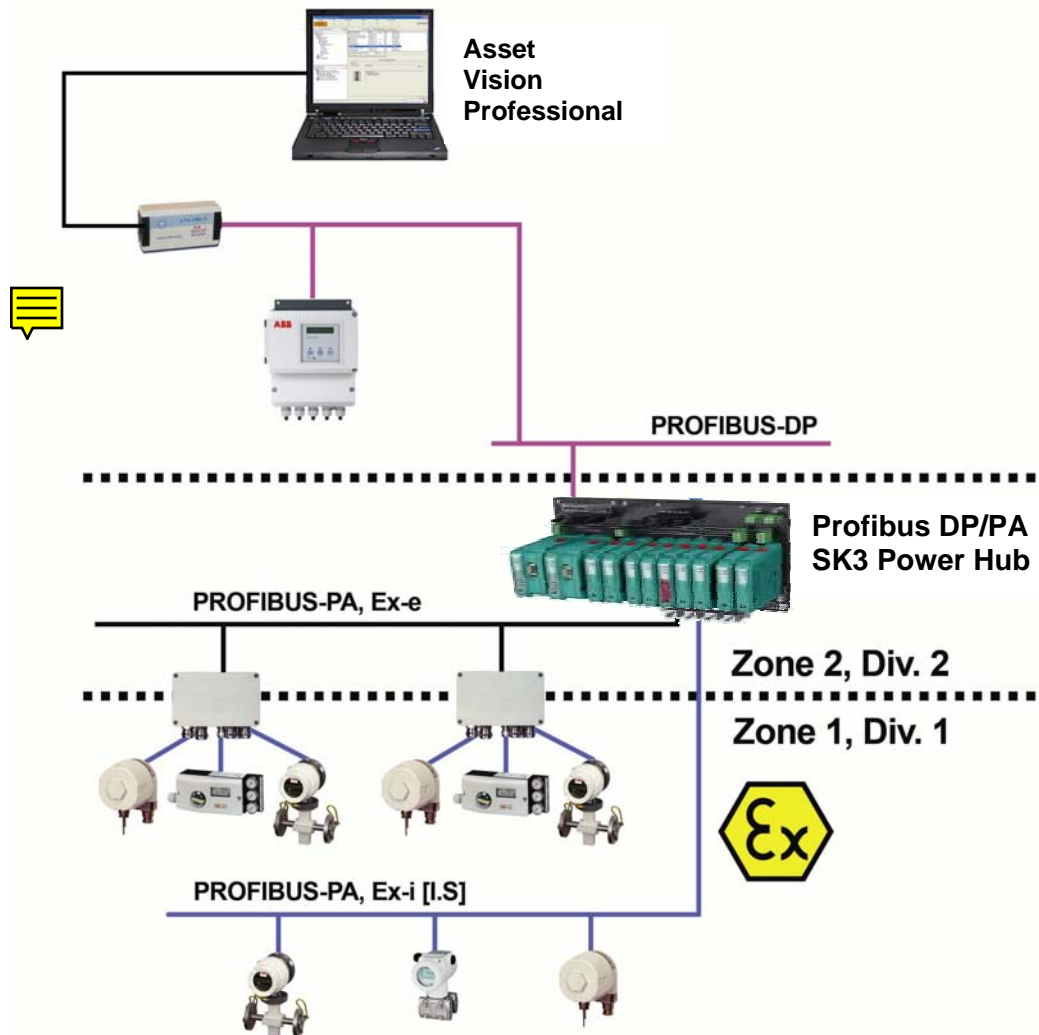 Asset
Vision
Professional
ABB
PROFIBUS-DP
Profibus DP/PA
SK3 Power Hub
PROFIBUS-PA, Ex-e
Zone 2, Div. 2
Zone 1, Div. 1
Ex
PROFIBUS-PA, Ex-i [I.S]